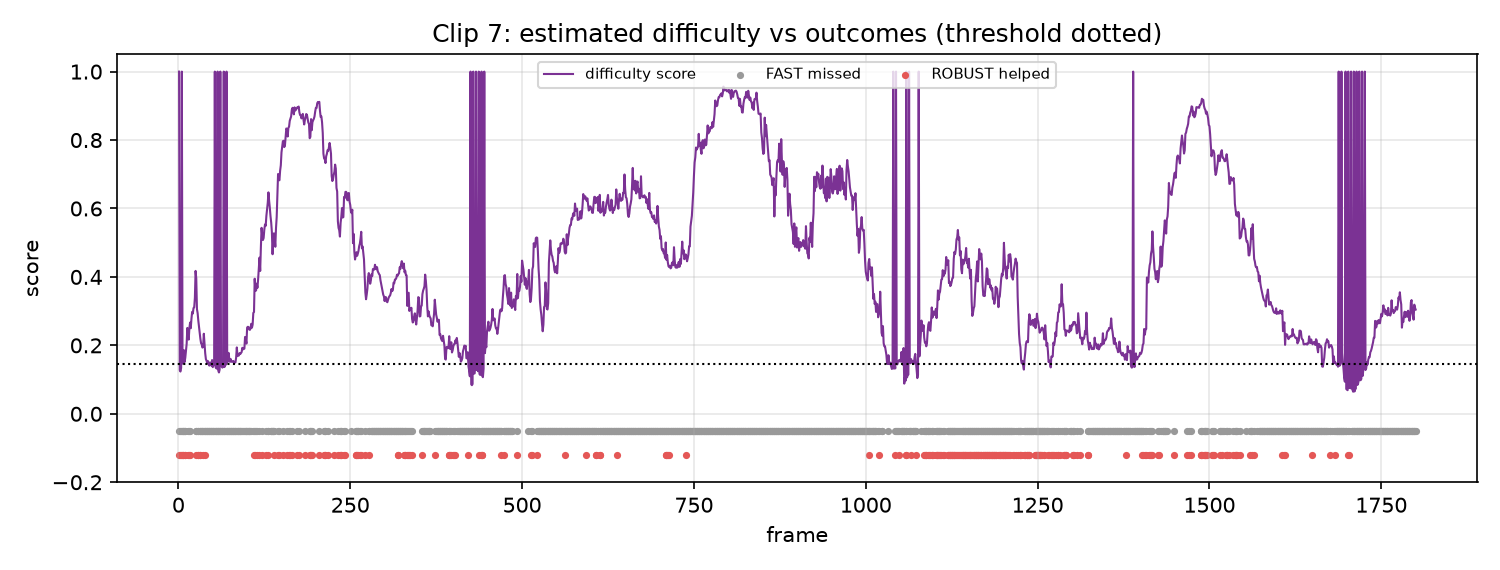 Clip 7: estimated difficulty vs outcomes (threshold dotted)
difficulty score FAST missed ROBUST helped
1.0
0.8
0.6
0.4
0.2
0.0
−0.2
score
0 250 500 750 1000 1250 1500 1750
frame